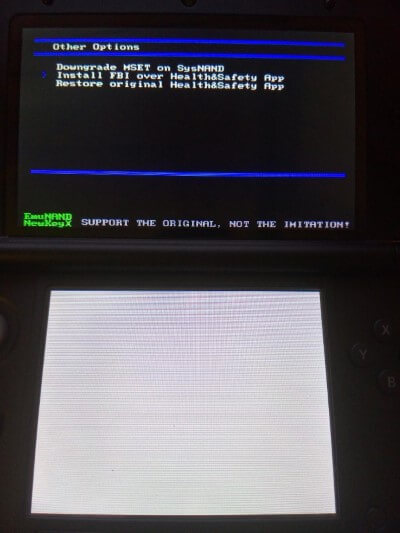 Other Options
Downgrade MSET on SysNAND
> Install FBI over Health&Safety App
Restore original Health&Safety App
EmuNAND
NewKeyX
SUPPORT THE ORIGINAL, NOT THE IMITATION!
X
Y
B